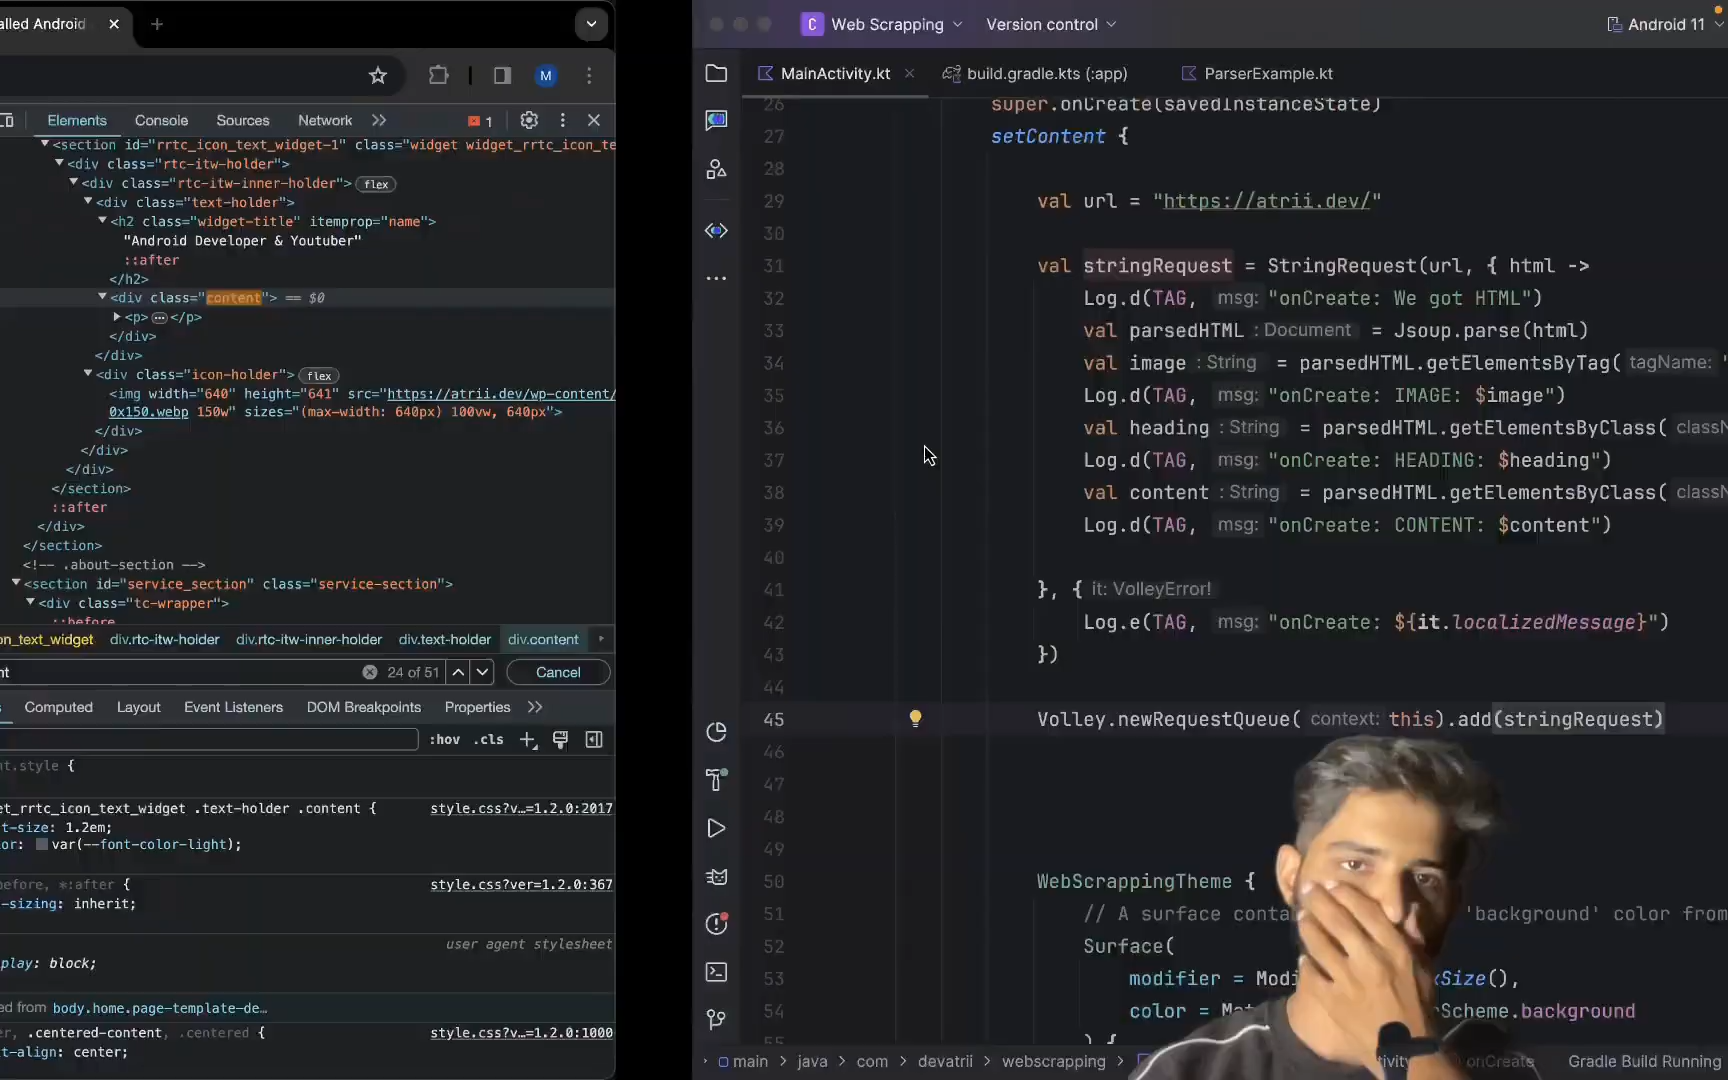 alled Android
M
Elements Console Sources Network 1
<section id="rrtc_icon_text_widget-1" class="widget widget_rrtc_icon_te
<div class="rtc-itw-holder">
<div class="rtc-itw-inner-holder"> flex
<div class="text-holder">
<h2 class="widget-title" itemprop="name">
"Android Developer & Youtuber"
::after
</h2>
<div class="content"> == $0
<p> … </p>
</div>
</div>
<div class="icon-holder"> flex
<img width="640" height="641" src="https://atrii.dev/wp-content/
0x150.webp 150w" sizes="(max-width: 640px) 100vw, 640px">
</div>
</div>
</div>
</section>
::after
</div>
</section>
<!-- .about-section -->
<section id="service_section" class="service-section">
<div class="tc-wrapper">
::before
on_text_widget div.rtc-itw-holder div.rtc-itw-inner-holder div.text-holder div.content
nt 24 of 51 Cancel
s Computed Layout Event Listeners DOM Breakpoints Properties
:hov .cls
nt.style {
et_rrtc_icon_text_widget .text-holder .content { style.css?v…=1.2.0:2017
t-size: 1.2em;
or: var(--font-color-light);
before, *:after { style.css?ver=1.2.0:367
-sizing: inherit;
user agent stylesheet
play: block;
ed from body.home.page-template-de…
r, .centered-content, .centered { style.css?v…=1.2.0:1000
t-align: center;
C Web Scrapping Version control Android 11
MainActivity.kt build.gradle.kts (:app) ParserExample.kt
26 super.onCreate(savedInstanceState)
27 setContent {
28
29 val url = "https://atrii.dev/"
30
31 val stringRequest = StringRequest(url, { html ->
32 Log.d(TAG, msg: "onCreate: We got HTML")
33 val parsedHTML : Document = Jsoup.parse(html)
34 val image : String = parsedHTML.getElementsByTag( tagName: "
35 Log.d(TAG, msg: "onCreate: IMAGE: $image")
36 val heading : String = parsedHTML.getElementsByClass( classN
37 Log.d(TAG, msg: "onCreate: HEADING: $heading")
38 val content : String = parsedHTML.getElementsByClass( classN
39 Log.d(TAG, msg: "onCreate: CONTENT: $content")
40
41 }, { it: VolleyError!
42 Log.e(TAG, msg: "onCreate: ${it.localizedMessage}")
43 })
44
45 Volley.newRequestQueue( context: this).add(stringRequest)
46
47
48
49
50 WebScrappingTheme {
51 // A surface conta 'background' color from
52 Surface(
53 modifier = Modi xSize(),
54 color = Mat rScheme.background
55 ) {
main java com devatrii webscrapping tivity onCreate Gradle Build Running